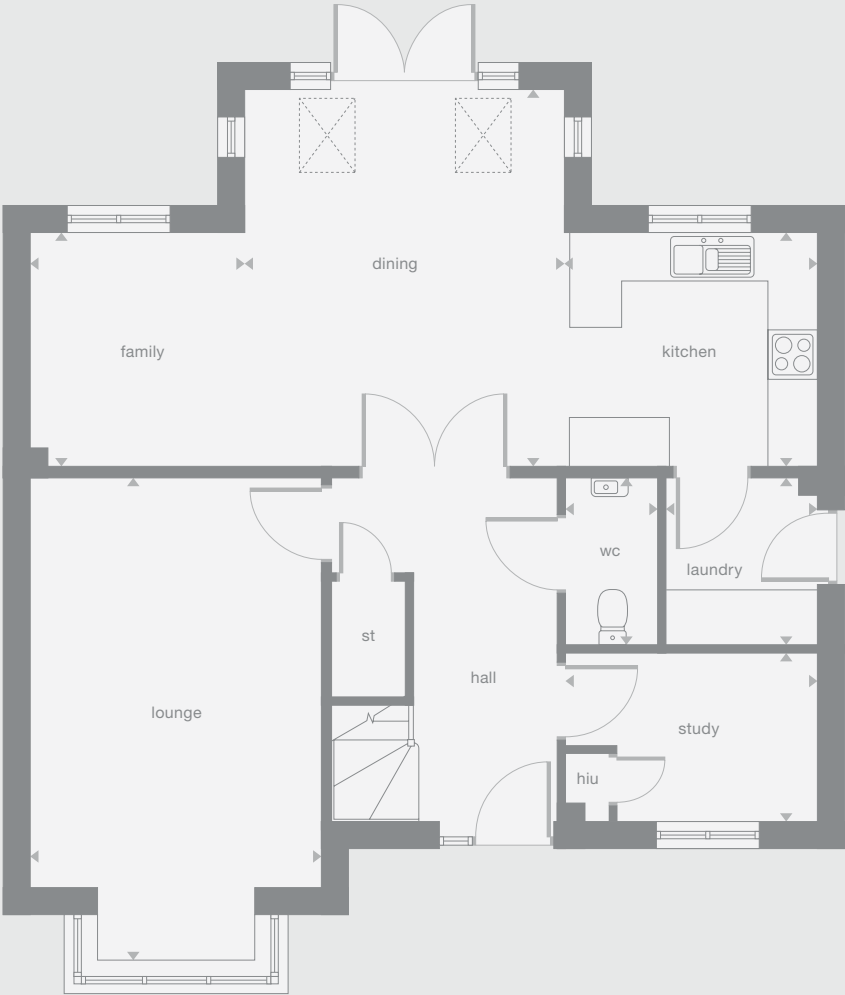 dining
family
kitchen
wc
laundry
st
hall
lounge
study
hiu